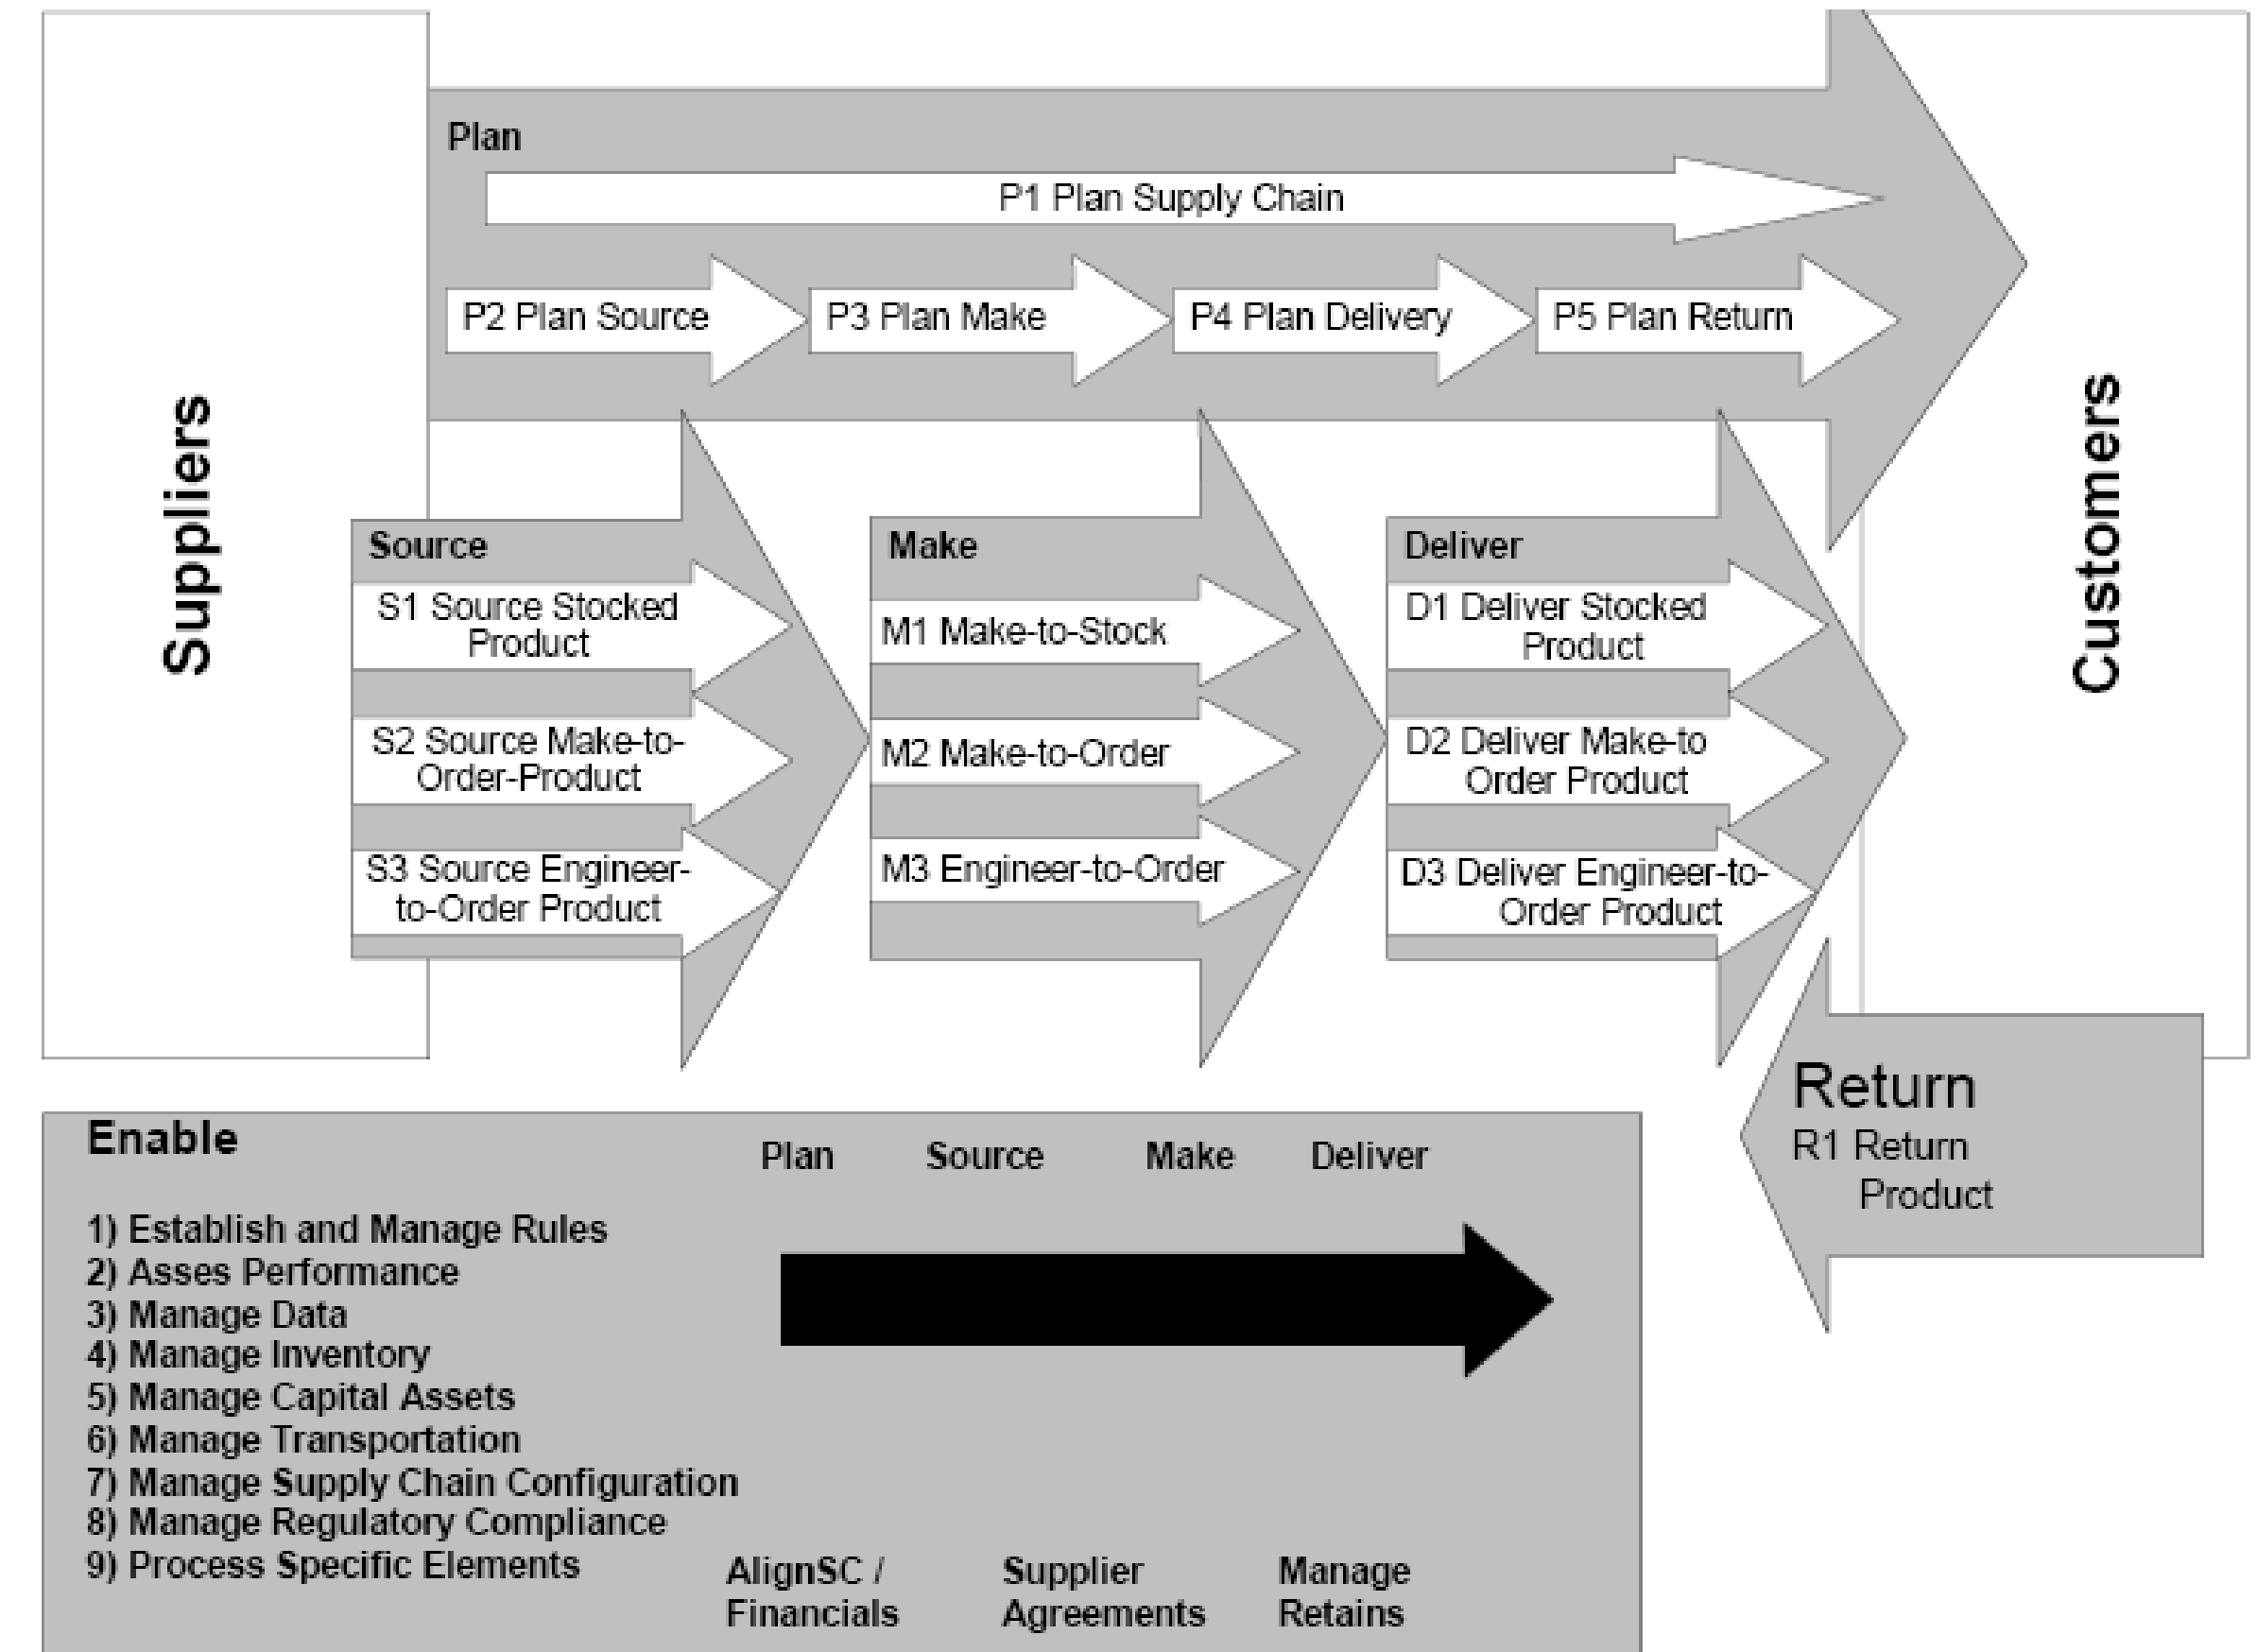 Suppliers
Plan
P1 Plan Supply Chain
P2 Plan Source
P3 Plan Make
P4 Plan Delivery
P5 Plan Return
Source
S1 Source Stocked
Product
S2 Source Make-to-
Order-Product
S3 Source Engineer-
to-Order Product
Make
M1 Make-to-Stock
M2 Make-to-Order
M3 Engineer-to-Order
Deliver
D1 Deliver Stocked
Product
D2 Deliver Make-to
Order Product
D3 Deliver Engineer-to-
Order Product
Customers
Return
R1 Return
Product
Enable
Plan
Source
Make
Deliver
1) Establish and Manage Rules
2) Asses Performance
3) Manage Data
4) Manage Inventory
5) Manage Capital Assets
6) Manage Transportation
7) Manage Supply Chain Configuration
8) Manage Regulatory Compliance
9) Process Specific Elements
AlignSC /
Financials
Supplier
Agreements
Manage
Retains